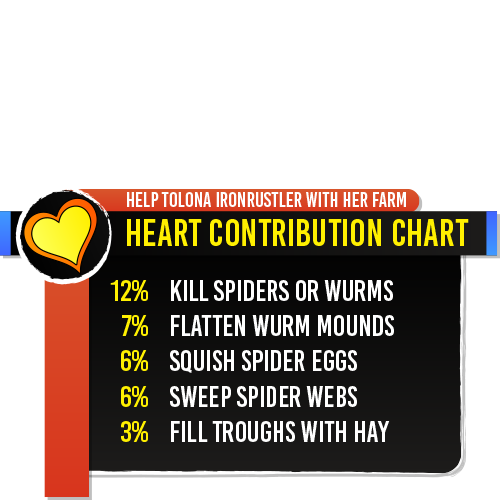 HELP TOLONA IRONRUSTLER WITH HER FARM
HEART CONTRIBUTION CHART
12% KILL SPIDERS OR WURMS
7% FLATTEN WURM MOUNDS
6% SQUISH SPIDER EGGS
6% SWEEP SPIDER WEBS
3% FILL TROUGHS WITH HAY